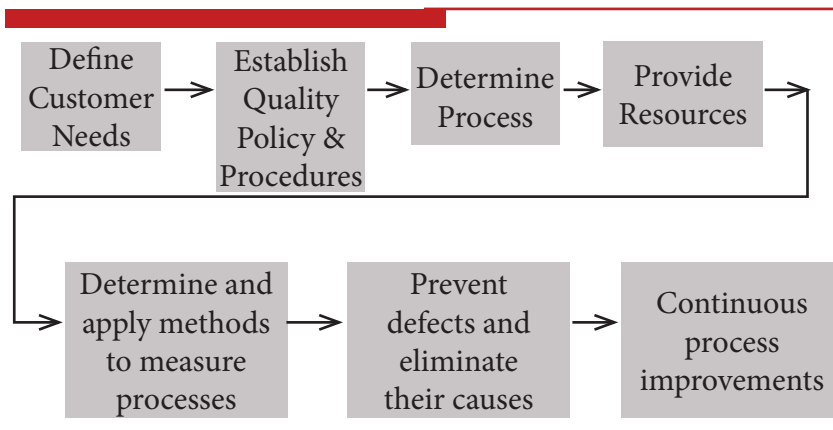 Define
Customer
Needs
Establish
Quality
Policy &
Procedures
Determine
Process
Provide
Resources
Determine and
apply methods
to measure
processes
Prevent
defects and
eliminate
their causes
Continuous
process
improvements